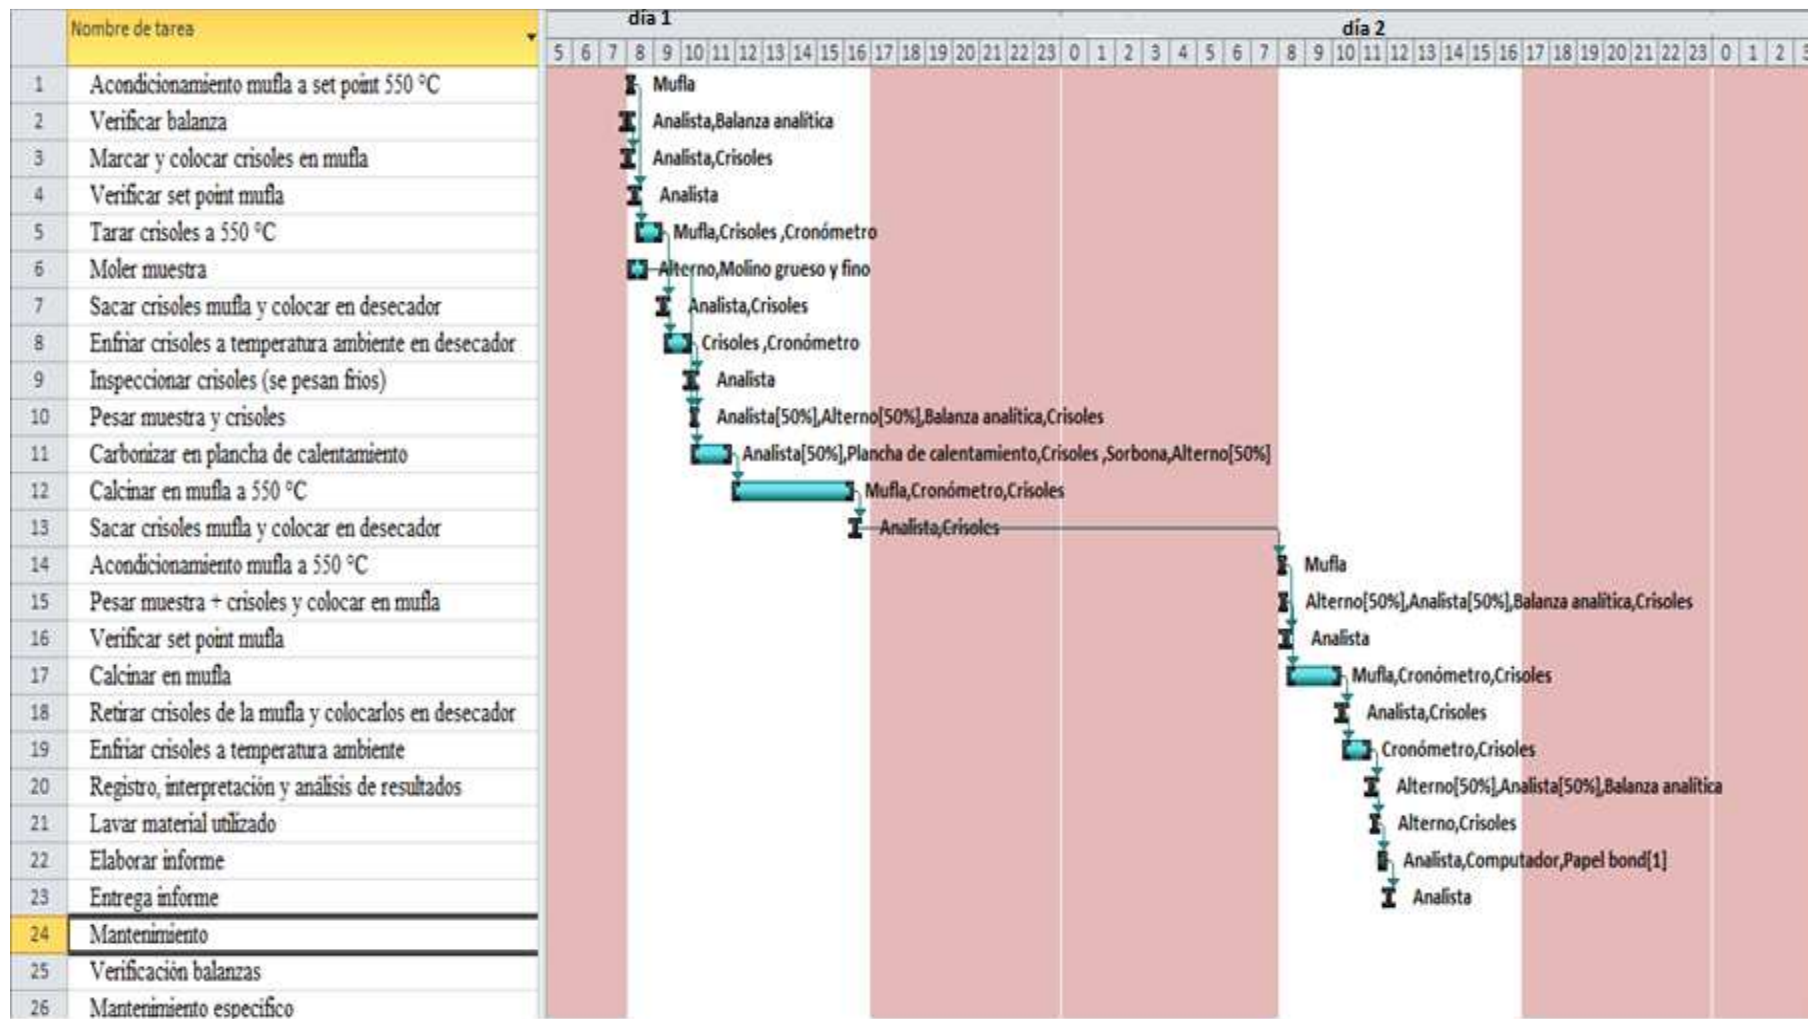 Nombre de tarea
día 1
día 2
5 6 7 8 9 10 11 12 13 14 15 16 17 18 19 20 21 22 23 0 1 2 3 4 5 6 7 8 9 10 11 12 13 14 15 16 17 18 19 20 21 22 23 0 1 2 3
1 Acondicionamiento mufla a set point 550 °C Mufla
2 Verificar balanza Analista,Balanza analítica
3 Marcar y colocar crisoles en mufla Analista,Crisoles
4 Verificar set point mufla Analista
5 Tarar crisoles a 550 °C Mufla,Crisoles ,Cronómetro
6 Moler muestra Alterno,Molino grueso y fino
7 Sacar crisoles mufla y colocar en desecador Analista,Crisoles
8 Enfriar crisoles a temperatura ambiente en desecador Crisoles ,Cronómetro
9 Inspeccionar crisoles (se pesan frios) Analista
10 Pesar muestra y crisoles Analista[50%],Alterno[50%],Balanza analítica,Crisoles
11 Carbonizar en plancha de calentamiento Analista[50%],Plancha de calentamiento,Crisoles ,Sorbona,Alterno[50%]
12 Calcinar en mufla a 550 °C Mufla,Cronómetro,Crisoles
13 Sacar crisoles mufla y colocar en desecador Analista,Crisoles
14 Acondicionamiento mufla a 550 °C Mufla
15 Pesar muestra + crisoles y colocar en mufla Alterno[50%],Analista[50%],Balanza analítica,Crisoles
16 Verificar set point mufla Analista
17 Calcinar en mufla Mufla,Cronómetro,Crisoles
18 Retirar crisoles de la mufla y colocarlos en desecador Analista,Crisoles
19 Enfriar crisoles a temperatura ambiente Cronómetro,Crisoles
20 Registro, interpretación y análisis de resultados Alterno[50%],Analista[50%],Balanza analítica
21 Lavar material utilizado Alterno,Crisoles
22 Elaborar informe Analista,Computador,Papel bond[1]
23 Entrega informe Analista
24 Mantenimiento
25 Verificación balanzas
26 Mantenimiento especifico